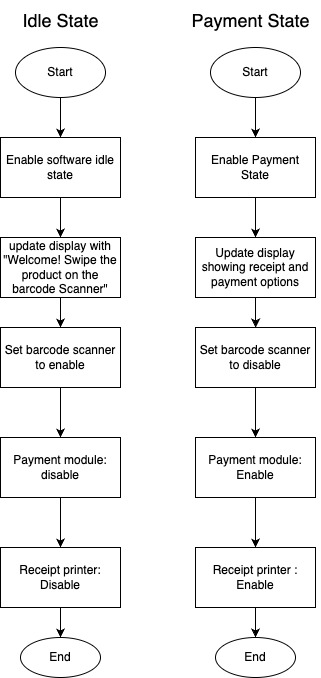 Idle State
Start
Enable software idle
state
update display with
"Welcome! Swipe the
product on the
barcode Scanner"
Set barcode scanner
to enable
Payment module:
disable
Receipt printer:
Disable
End
Payment State
Start
Enable Payment
State
Update display
showing receipt and
payment options
Set barcode scanner
to disable
Payment module:
Enable
Receipt printer :
Enable
End